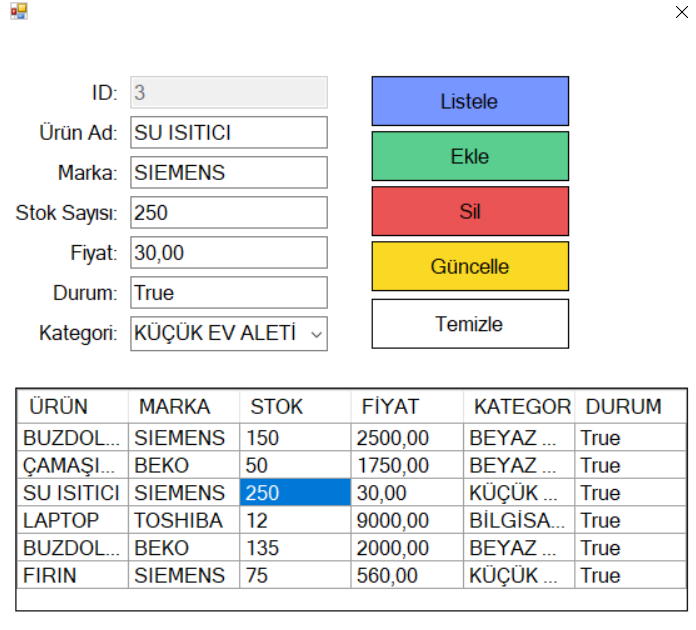 ID: 3
Ürün Ad: SU ISITICI
Marka: SIEMENS
Stok Sayısı: 250
Fiyat: 30,00
Durum: True
Kategori: KÜÇÜK EV ALETİ
Listele
Ekle
Sil
Güncelle
Temizle
ÜRÜN MARKA STOK FİYAT KATEGOR DURUM
BUZDOL... SIEMENS 150 2500,00 BEYAZ ... True
ÇAMAŞI... BEKO 50 1750,00 BEYAZ ... True
SU ISITICI SIEMENS 250 30,00 KÜÇÜK ... True
LAPTOP TOSHIBA 12 9000,00 BİLGİSA... True
BUZDOL... BEKO 135 2000,00 BEYAZ ... True
FIRIN SIEMENS 75 560,00 KÜÇÜK ... True